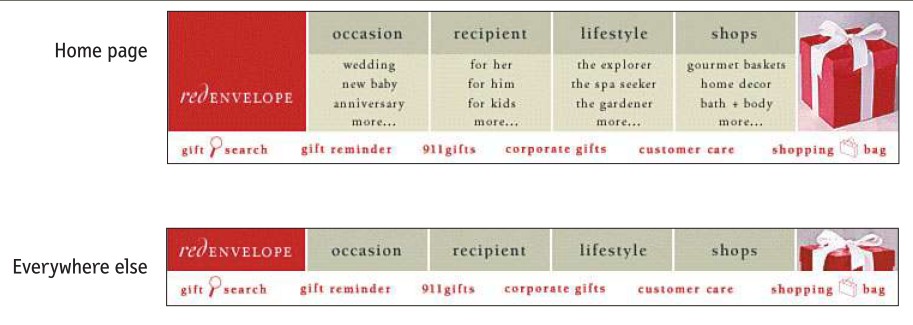 Home page
occasion recipient lifestyle shops
wedding for her the explorer gourmet baskets
new baby for him the spa seeker home decor
redENVELOPE
anniversary for kids the gardener bath + body
more... more... more... more...
gift search gift reminder 911gifts corporate gifts customer care shopping bag
Everywhere else
redENVELOPE occasion recipient lifestyle shops
gift search gift reminder 911gifts corporate gifts customer care shopping bag